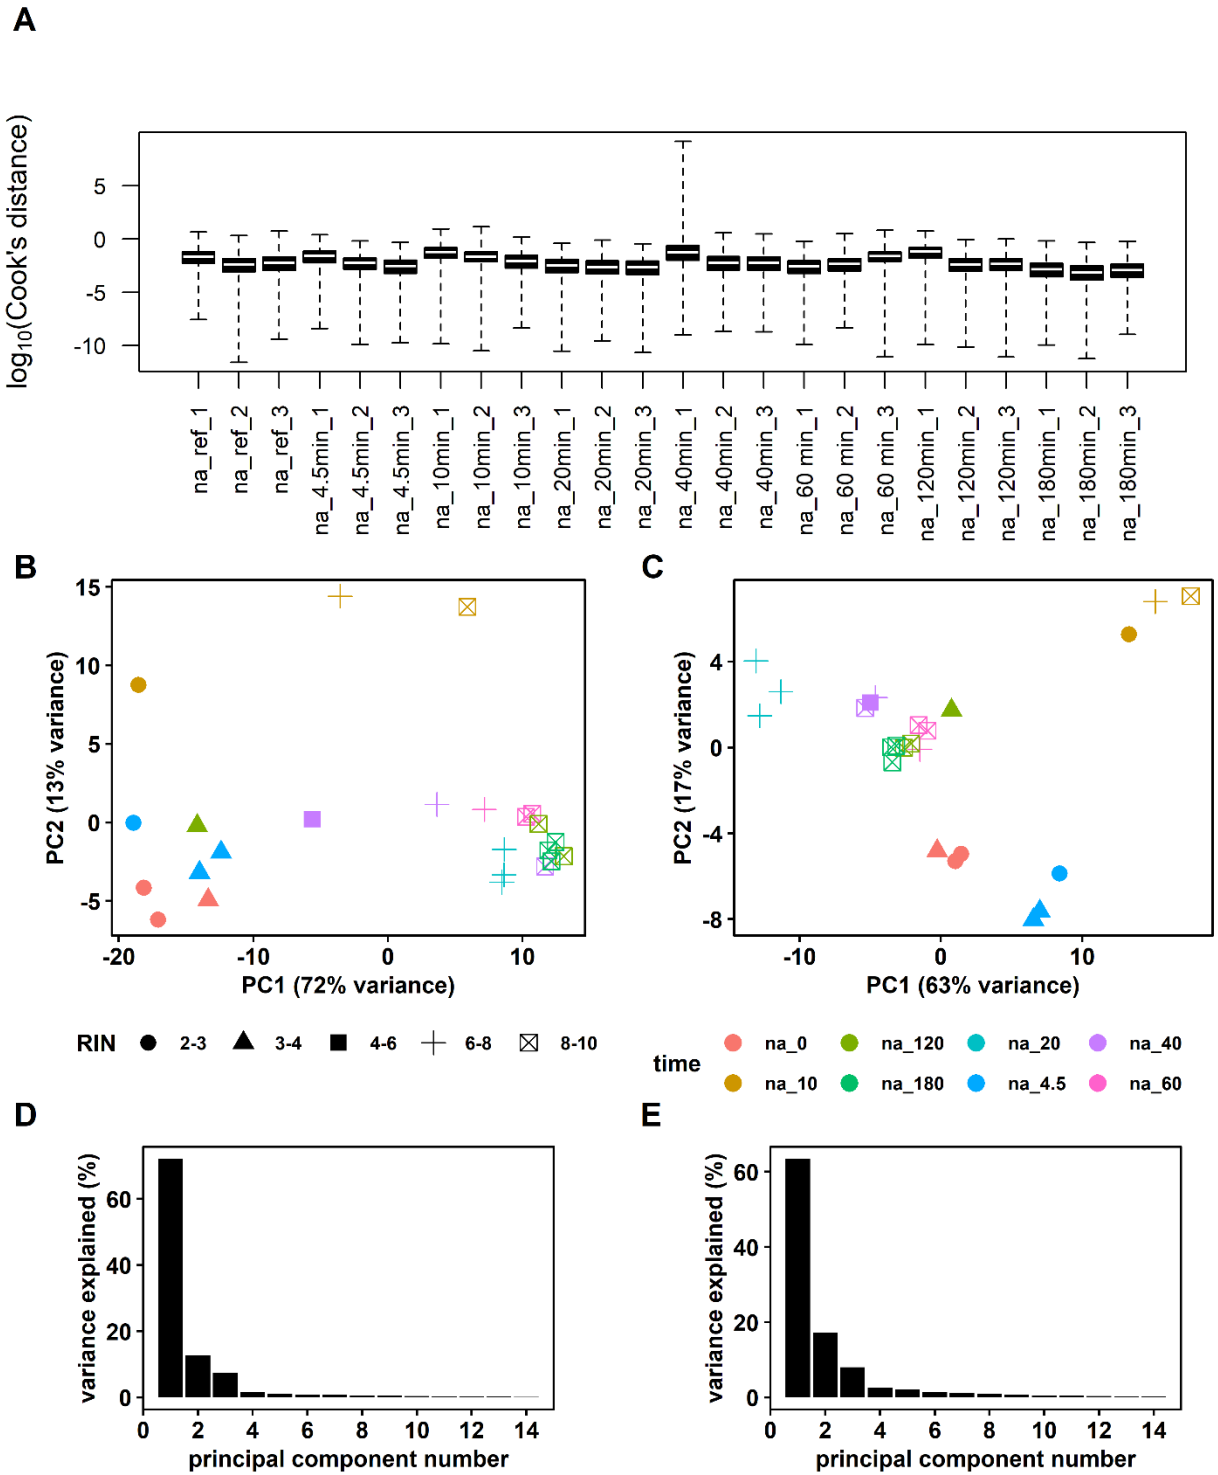 A
log10(Cook's distance)
5
0
-5
-10
na_ref_1
na_ref_2
na_ref_3
na_4.5min_1
na_4.5min_2
na_4.5min_3
na_10min_1
na_10min_2
na_10min_3
na_20min_1
na_20min_2
na_20min_3
na_40min_1
na_40min_2
na_40min_3
na_60 min_1
na_60 min_2
na_60 min_3
na_120min_1
na_120min_2
na_120min_3
na_180min_1
na_180min_2
na_180min_3
B
PC2 (13% variance)
15
10
5
0
-5
-20 -10 0 10
PC1 (72% variance)
C
PC2 (17% variance)
4
0
-4
-8
-10 0 10
PC1 (63% variance)
RIN 2-3 3-4 4-6 6-8 8-10
time
na_0 na_120 na_20 na_40
na_10 na_180 na_4.5 na_60
D
variance explained (%)
60
40
20
0
0 2 4 6 8 10 12 14
principal component number
E
variance explained (%)
60
40
20
0
0 2 4 6 8 10 12 14
principal component number